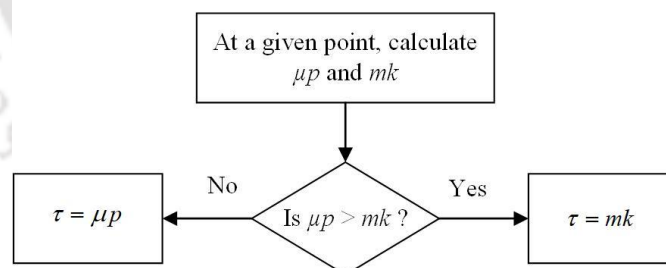 At a given point, calculate
μp and mk
No
Yes
τ = μp
Is μp > mk ?
τ = mk